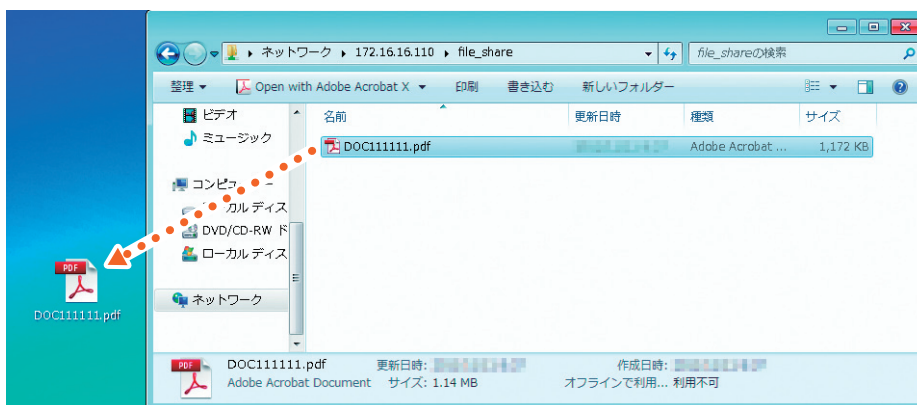 ネットワーク ▸ 172.16.16.110 ▸ file_share
file_shareの検索
整理 ▼ Open with Adobe Acrobat X ▼ 印刷 書き込む 新しいフォルダー
ビデオ
ミュージック
ローカル ディス
DVD/CD-RW ド
ローカル ディス
ネットワーク
名前 更新日時 種類 サイズ
DOC111111.pdf Adobe Acrobat ... 1,172 KB
PDF
DOC111111.pdf
PDF
DOC111111.pdf 更新日時: 作成日時:
Adobe Acrobat Document サイズ: 1.14 MB オフラインで利用... 利用不可